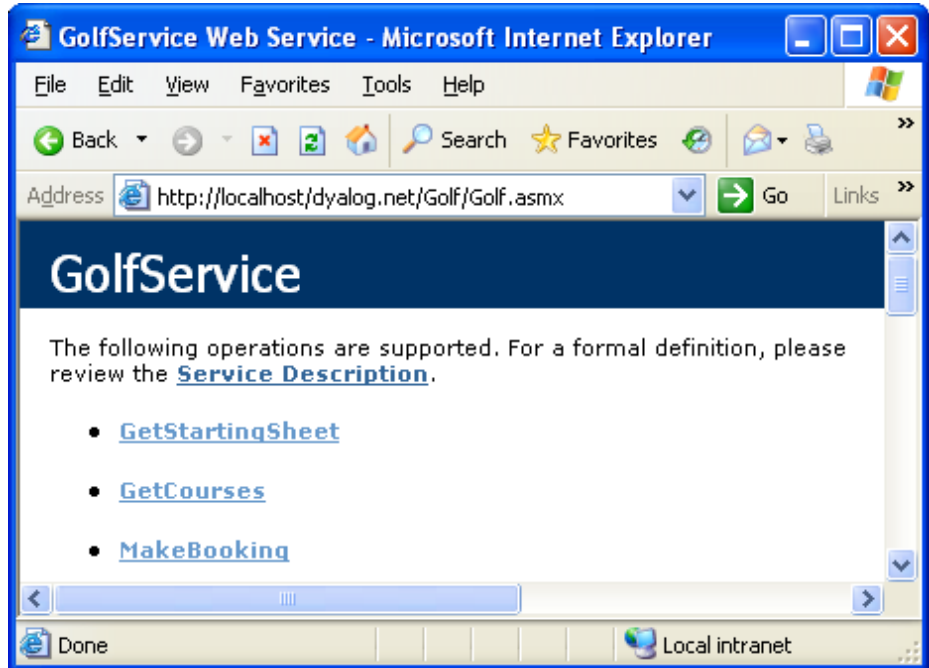 GolfService Web Service - Microsoft Internet Explorer
File Edit View Favorites Tools Help
Back Search Favorites »
Address http://localhost/dyalog.net/Golf/Golf.asmx Go Links »
GolfService
The following operations are supported. For a formal definition, please
review the Service Description.
• GetStartingSheet
• GetCourses
• MakeBooking
Done Local intranet